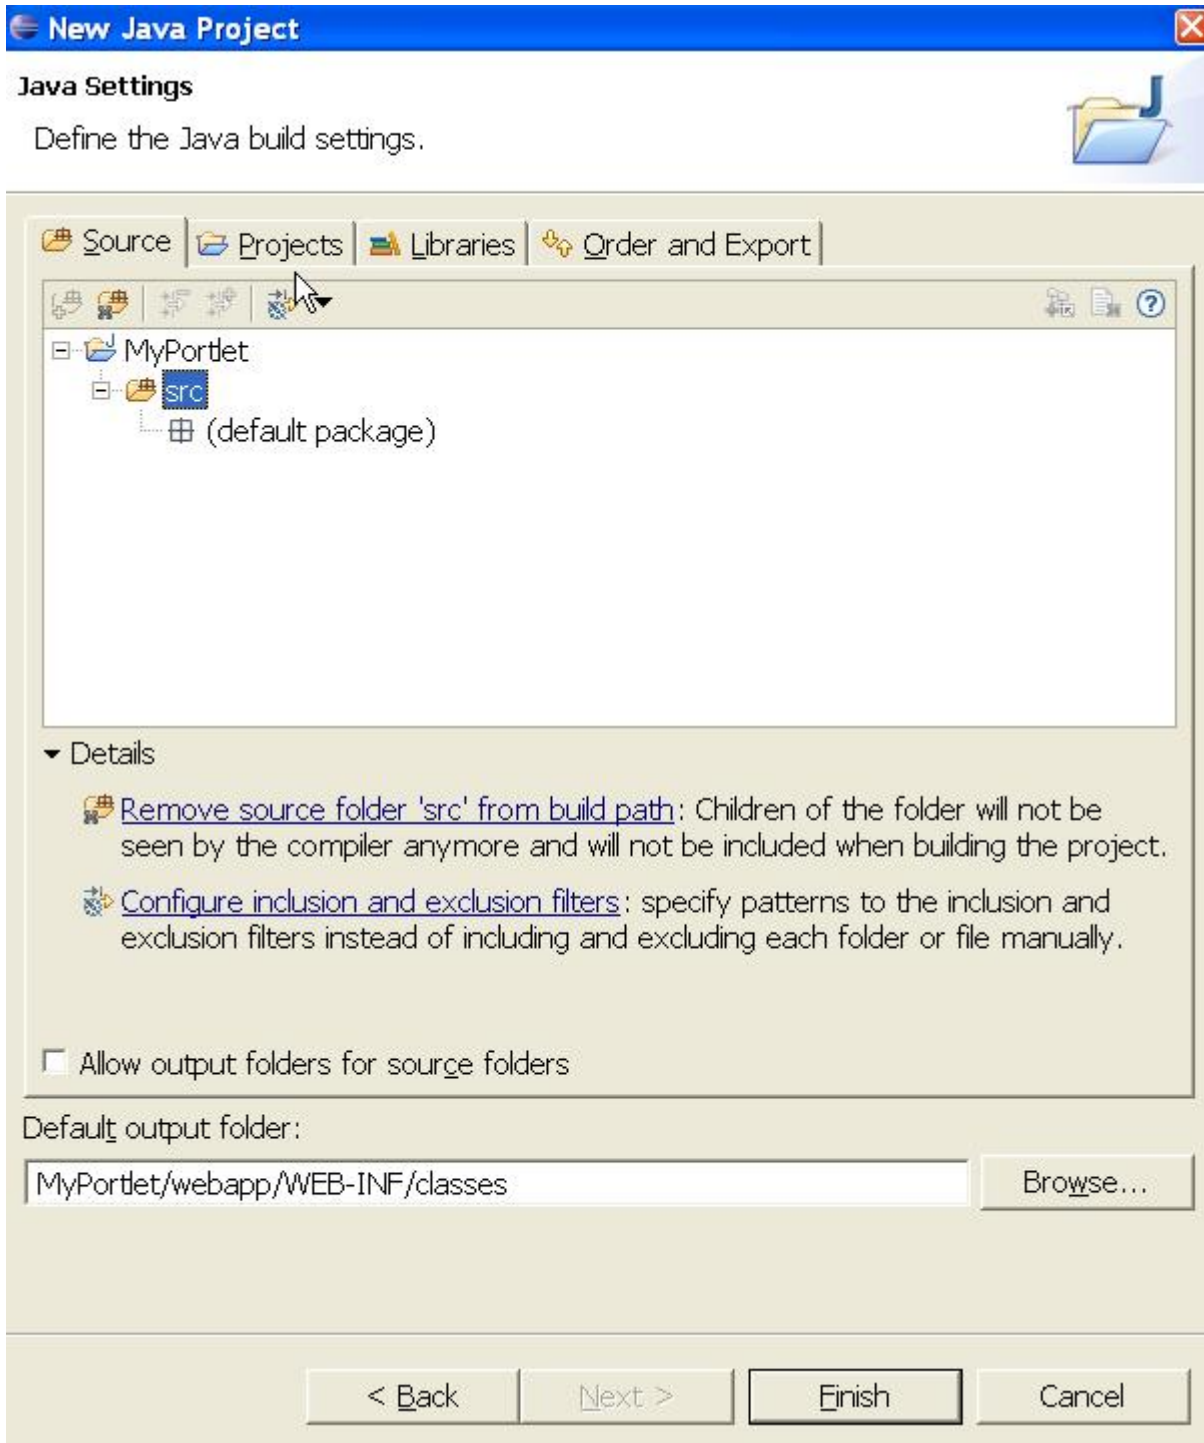 New Java Project
Java Settings
Define the Java build settings.
Source Projects Libraries Order and Export
MyPortlet
src
(default package)
Details
Remove source folder 'src' from build path: Children of the folder will not be
seen by the compiler anymore and will not be included when building the project.
Configure inclusion and exclusion filters: specify patterns to the inclusion and
exclusion filters instead of including and excluding each folder or file manually.
Allow output folders for source folders
Default output folder:
MyPortlet/webapp/WEB-INF/classes Browse...
< Back Next > Finish Cancel